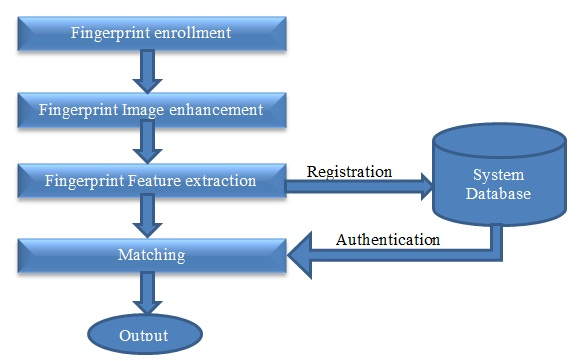 Fingerprint enrollment
Fingerprint Image enhancement
Fingerprint Feature extraction
Registration
System
Database
Authentication
Matching
Output